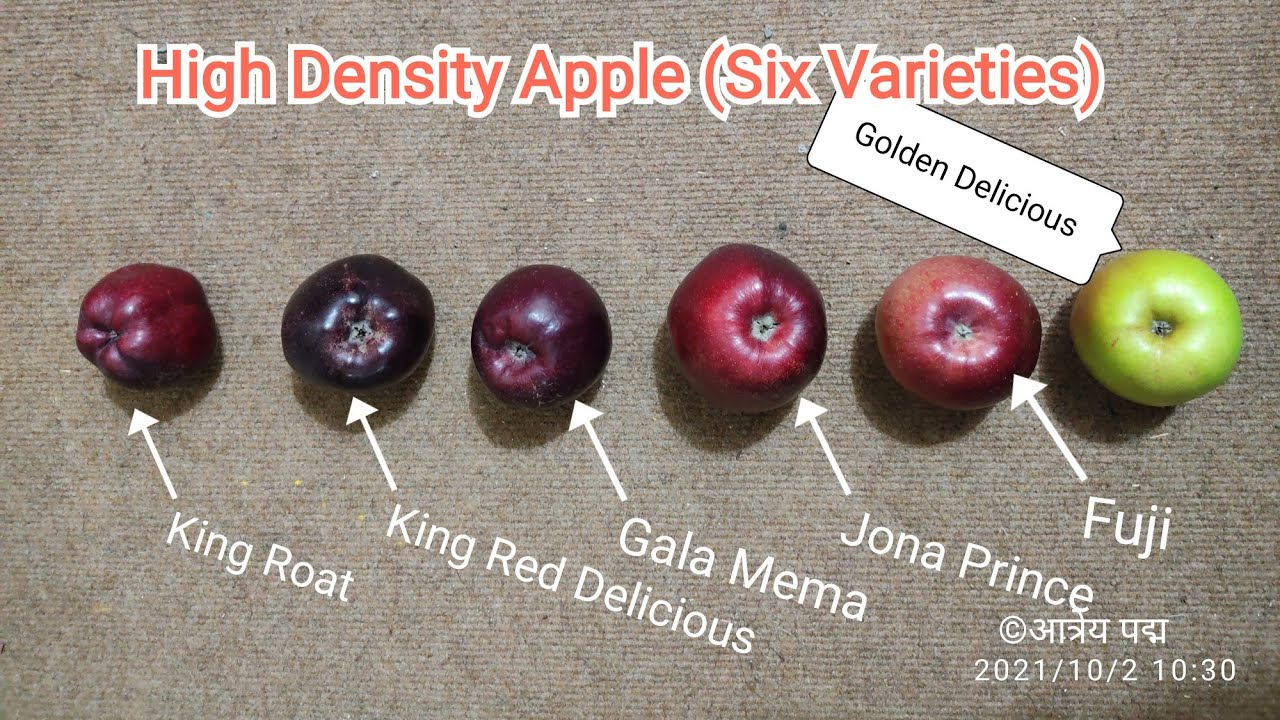 High Density Apple (Six Varieties)
Golden Delicious
King Roat
King Red Delicious
Gala Mema
Jona Prince
Fuji
©आत्रेय पद्म
2021/10/2 10:30